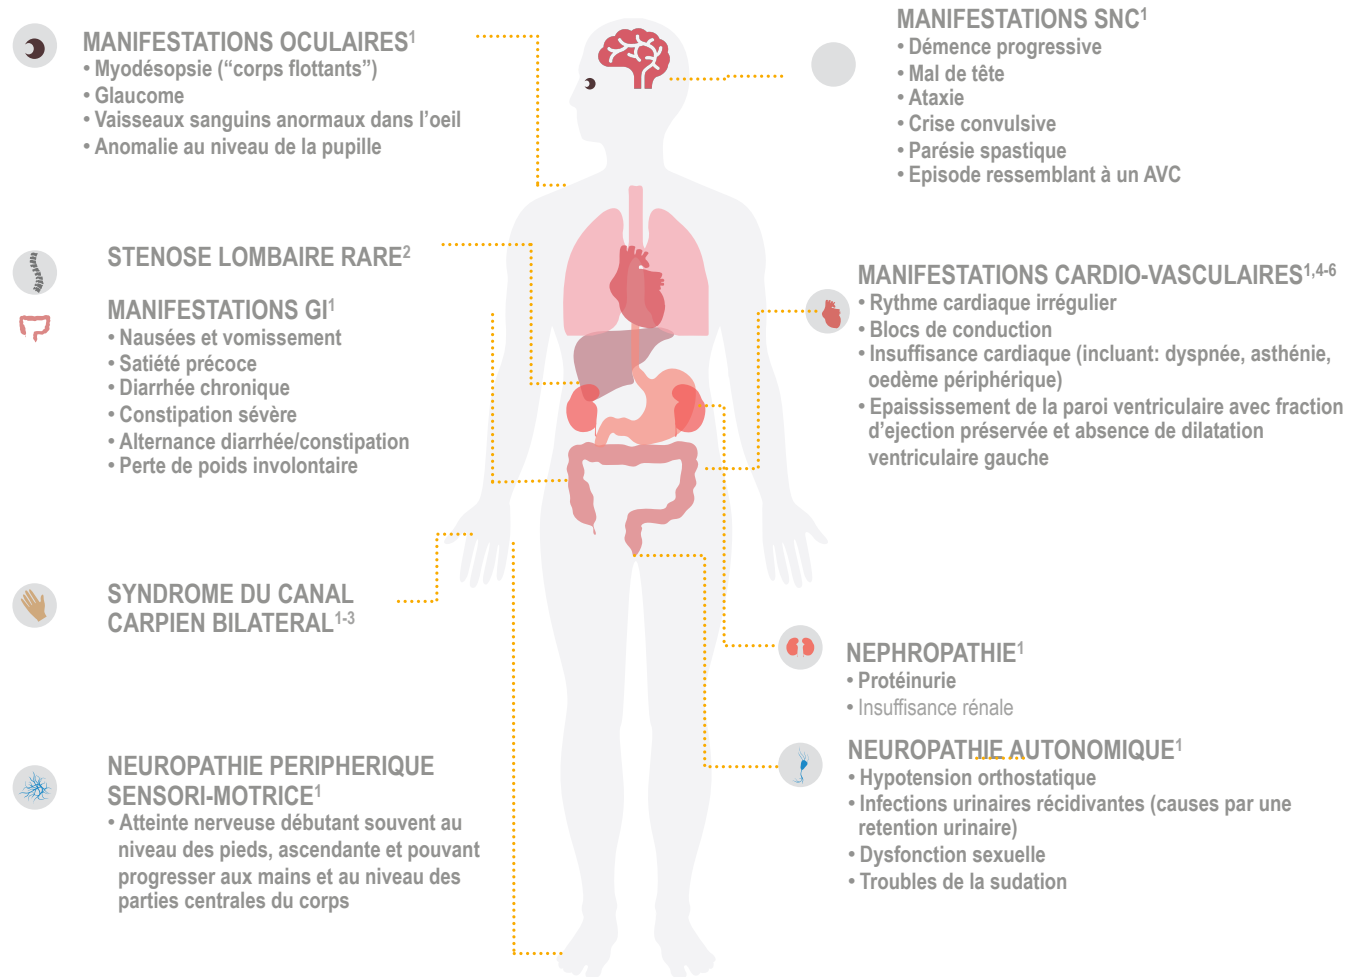 MANIFESTATIONS OCULAIRES¹
• Myodésopsie (“corps flottants”)
• Glaucome
• Vaisseaux sanguins anormaux dans l’oeil
• Anomalie au niveau de la pupille
STENOSE LOMBAIRE RARE²
MANIFESTATIONS GI¹
• Nausées et vomissement
• Satiété précoce
• Diarrhée chronique
• Constipation sévère
• Alternance diarrhée/constipation
• Perte de poids involontaire
SYNDROME DU CANAL
CARPIEN BILATERAL¹⁻³
NEUROPATHIE PERIPHERIQUE
SENSORI-MOTRICE¹
• Atteinte nerveuse débutant souvent au
niveau des pieds, ascendante et pouvant
progresser aux mains et au niveau des
parties centrales du corps
MANIFESTATIONS SNC¹
• Démence progressive
• Mal de tête
• Ataxie
• Crise convulsive
• Parésie spastique
• Episode ressemblant à un AVC
MANIFESTATIONS CARDIO-VASCULAIRES¹,⁴⁻⁶
• Rythme cardiaque irrégulier
• Blocs de conduction
• Insuffisance cardiaque (incluant: dyspnée, asthénie,
oedème périphérique)
• Epaississement de la paroi ventriculaire avec fraction
d’ejection préservée et absence de dilatation
ventriculaire gauche
NEPHROPATHIE¹
• Protéinurie
• Insuffisance rénale
NEUROPATHIE AUTONOMIQUE¹
• Hypotension orthostatique
• Infections urinaires récidivantes (causes par une
retention urinaire)
• Dysfonction sexuelle
• Troubles de la sudation